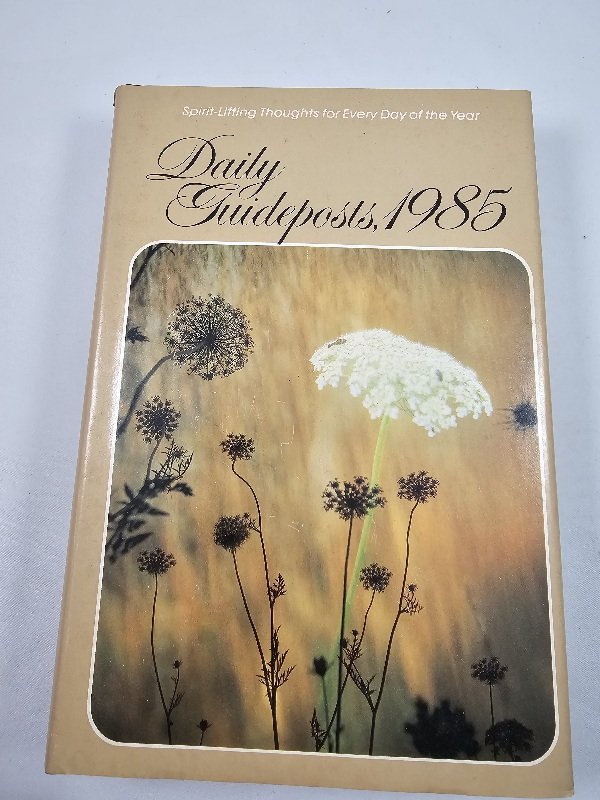 Spirit-Lifting Thoughts for Every Day of the Year
Daily
Guideposts, 1985